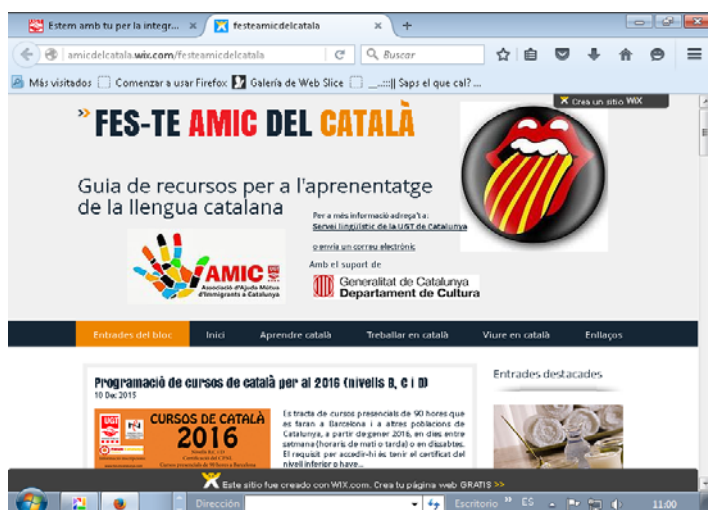 Estem amb tu per la integr...
festeamicdelcatala
amicdelcatala.wix.com/festeamicdelcatala
Buscar
Más visitados
Comenzar a usar Firefox
Galería de Web Slice
__..:::|| Saps el que cal? ...
Crea un sitio WIX
» FES-TE AMIC DEL CATALÀ
Guia de recursos per a l'aprenentatge
de la llengua catalana
Per a més informació adreça't a:
Servei lingüístic de la UGT de Catalunya
o envia un correu electrònic
Amb el suport de
Generalitat de Catalunya
Departament de Cultura
AMIC
Associació d'Ajuda Mútua
d'Immigrants a Catalunya
Entrades del bloc
Inici
Aprendre català
Treballar en català
Viure en català
Enllaços
Programació de cursos de català per al 2016 (nivells B, C i D)
10 Dec 2015
UGT
CURSOS DE CATALÀ
2016
Es tracta de cursos presencials de 90 hores que
es faran a Barcelona i a altres poblacions de
Catalunya, a partir de gener 2016, en dies entre
setmana (horaris de matí o tarda) o en dissabtes.
El requisit per accedir-hi és tenir el certificat del
nivell inferior o have...
Entrades destacades
Este sitio fue creado con WIX.com. Crea tu página web GRATIS >>
Dirección
Escritorio
ES
11:00